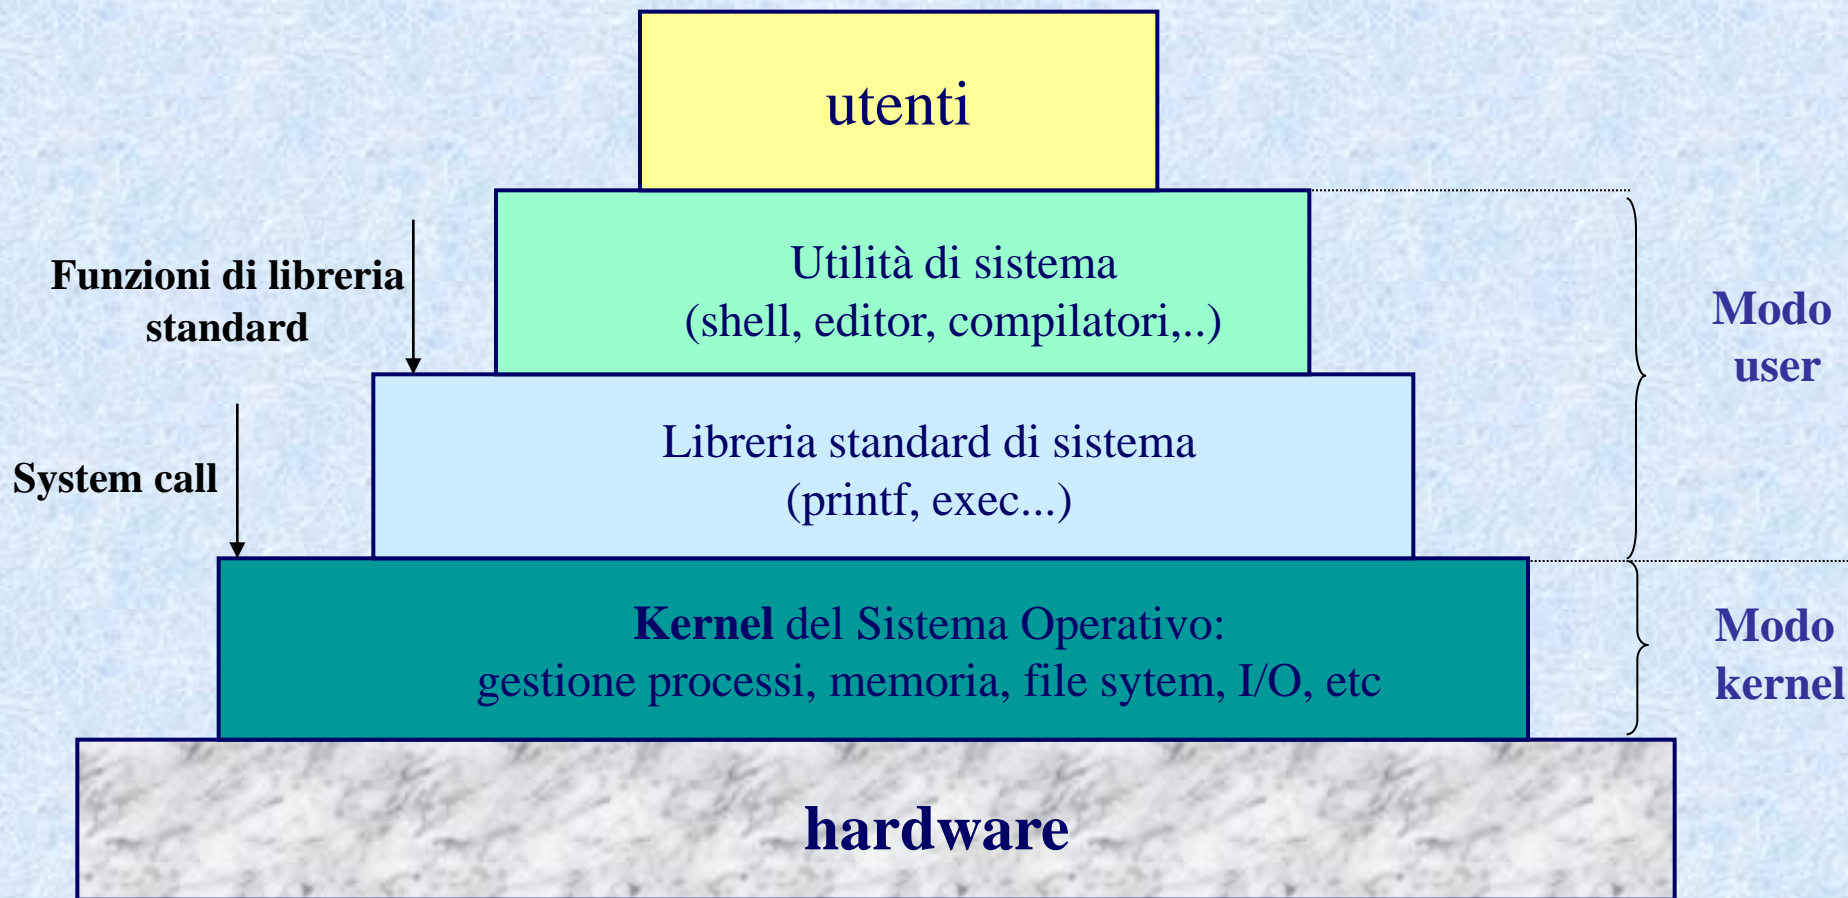 utenti
Funzioni di libreria
standard
Utilità di sistema
(shell, editor, compilatori,..)
Modo
user
System call
Libreria standard di sistema
(printf, exec...)
Kernel del Sistema Operativo:
gestione processi, memoria, file sytem, I/O, etc
Modo
kernel
hardware